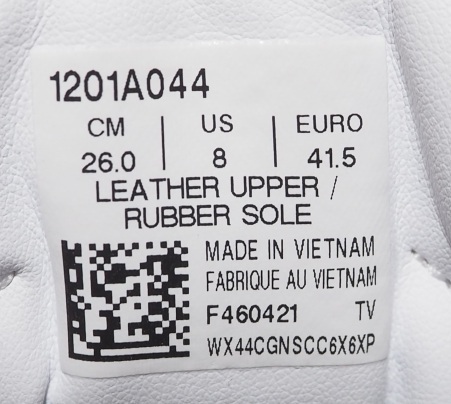 1201A044
CM | US | EURO
26.0 | 8 | 41.5
LEATHER UPPER /
RUBBER SOLE
MADE IN VIETNAM
FABRIQUE AU VIETNAM
F460421 TV
WX44CGNSCC6X6XP